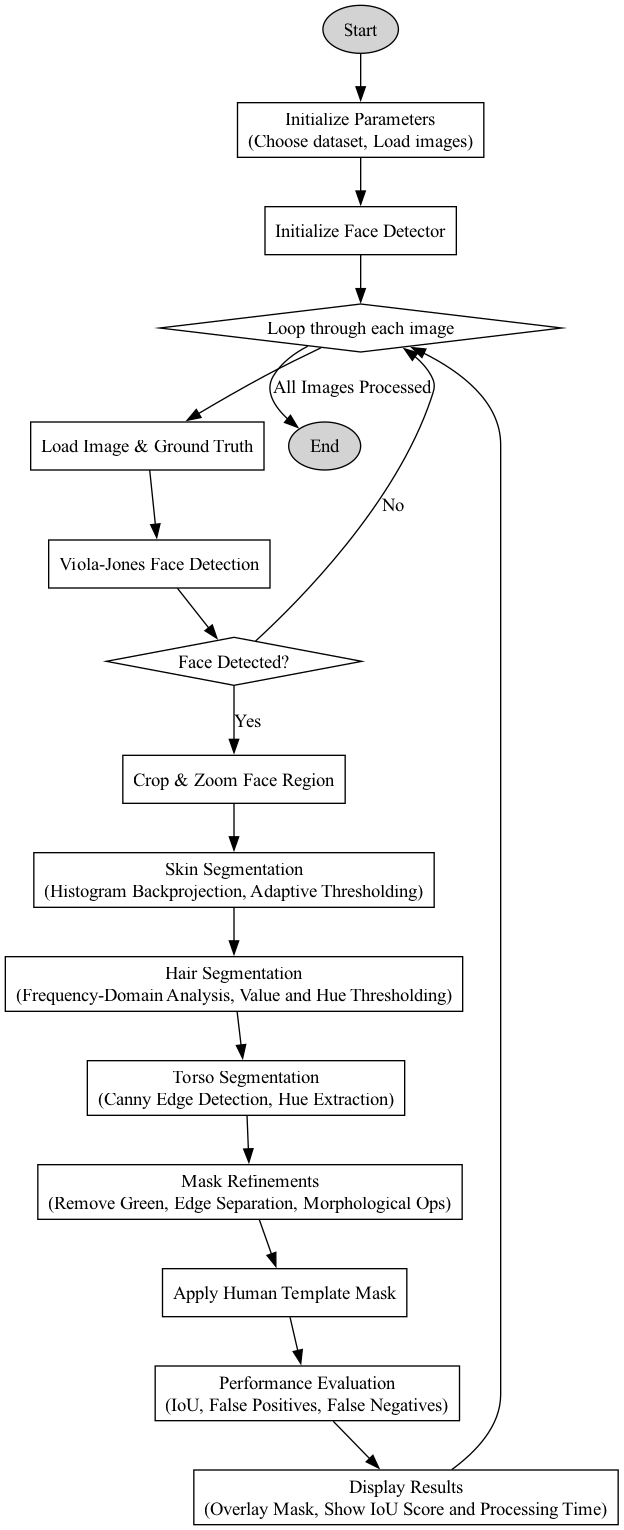 Start
Initialize Parameters
(Choose dataset, Load images)
Initialize Face Detector
Loop through each image
All Images Processed
Load Image & Ground Truth
End
No
Viola-Jones Face Detection
Face Detected?
Yes
Crop & Zoom Face Region
Skin Segmentation
(Histogram Backprojection, Adaptive Thresholding)
Hair Segmentation
(Frequency-Domain Analysis, Value and Hue Thresholding)
Torso Segmentation
(Canny Edge Detection, Hue Extraction)
Mask Refinements
(Remove Green, Edge Separation, Morphological Ops)
Apply Human Template Mask
Performance Evaluation
(IoU, False Positives, False Negatives)
Display Results
(Overlay Mask, Show IoU Score and Processing Time)